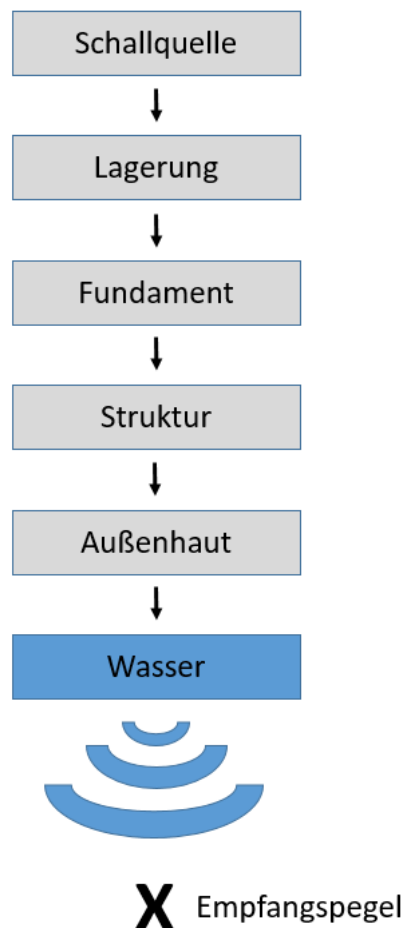 Schallquelle
Lagerung
Fundament
Struktur
Außenhaut
Wasser
X Empfangspegel